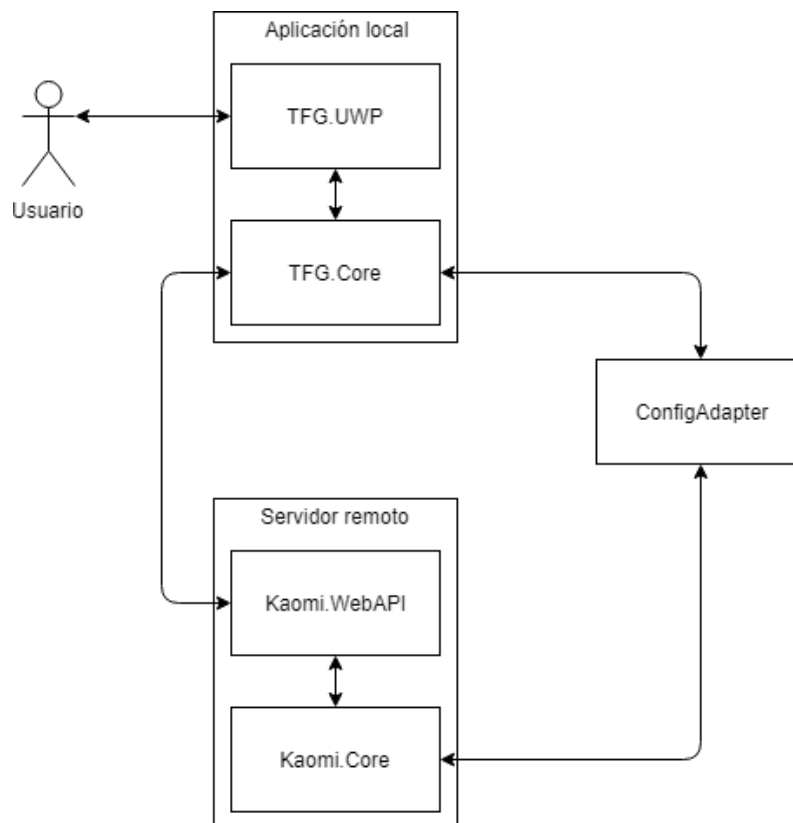 Aplicación local
TFG.UWP
Usuario
TFG.Core
ConfigAdapter
Servidor remoto
Kaomi.WebAPI
Kaomi.Core